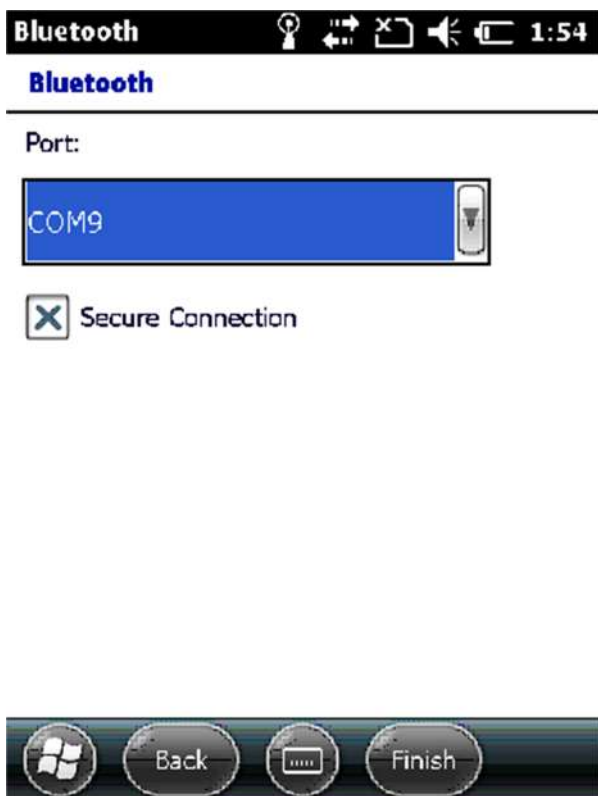 Bluetooth 1:54
Bluetooth
Port:
COM9
Secure Connection
Back Finish